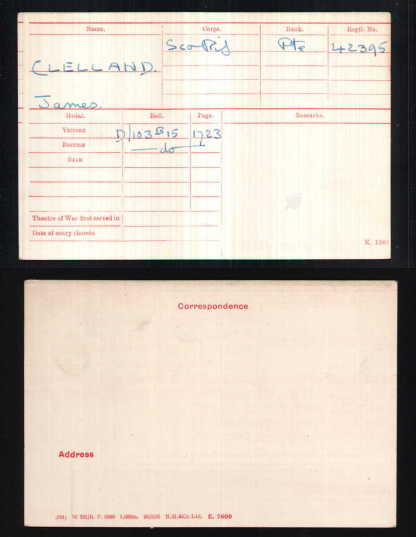 Name. Corps. Rank. Regtl. No.
Sco Rif Pte 42395
CLELLAND.
James.
Medal. Roll. Page. Remarks.
Victory D/103 B15 1723
British —do—
Star
Theatre of War first served in
Date of entry therein
K. 1380
Correspondence
Address
K. 7600